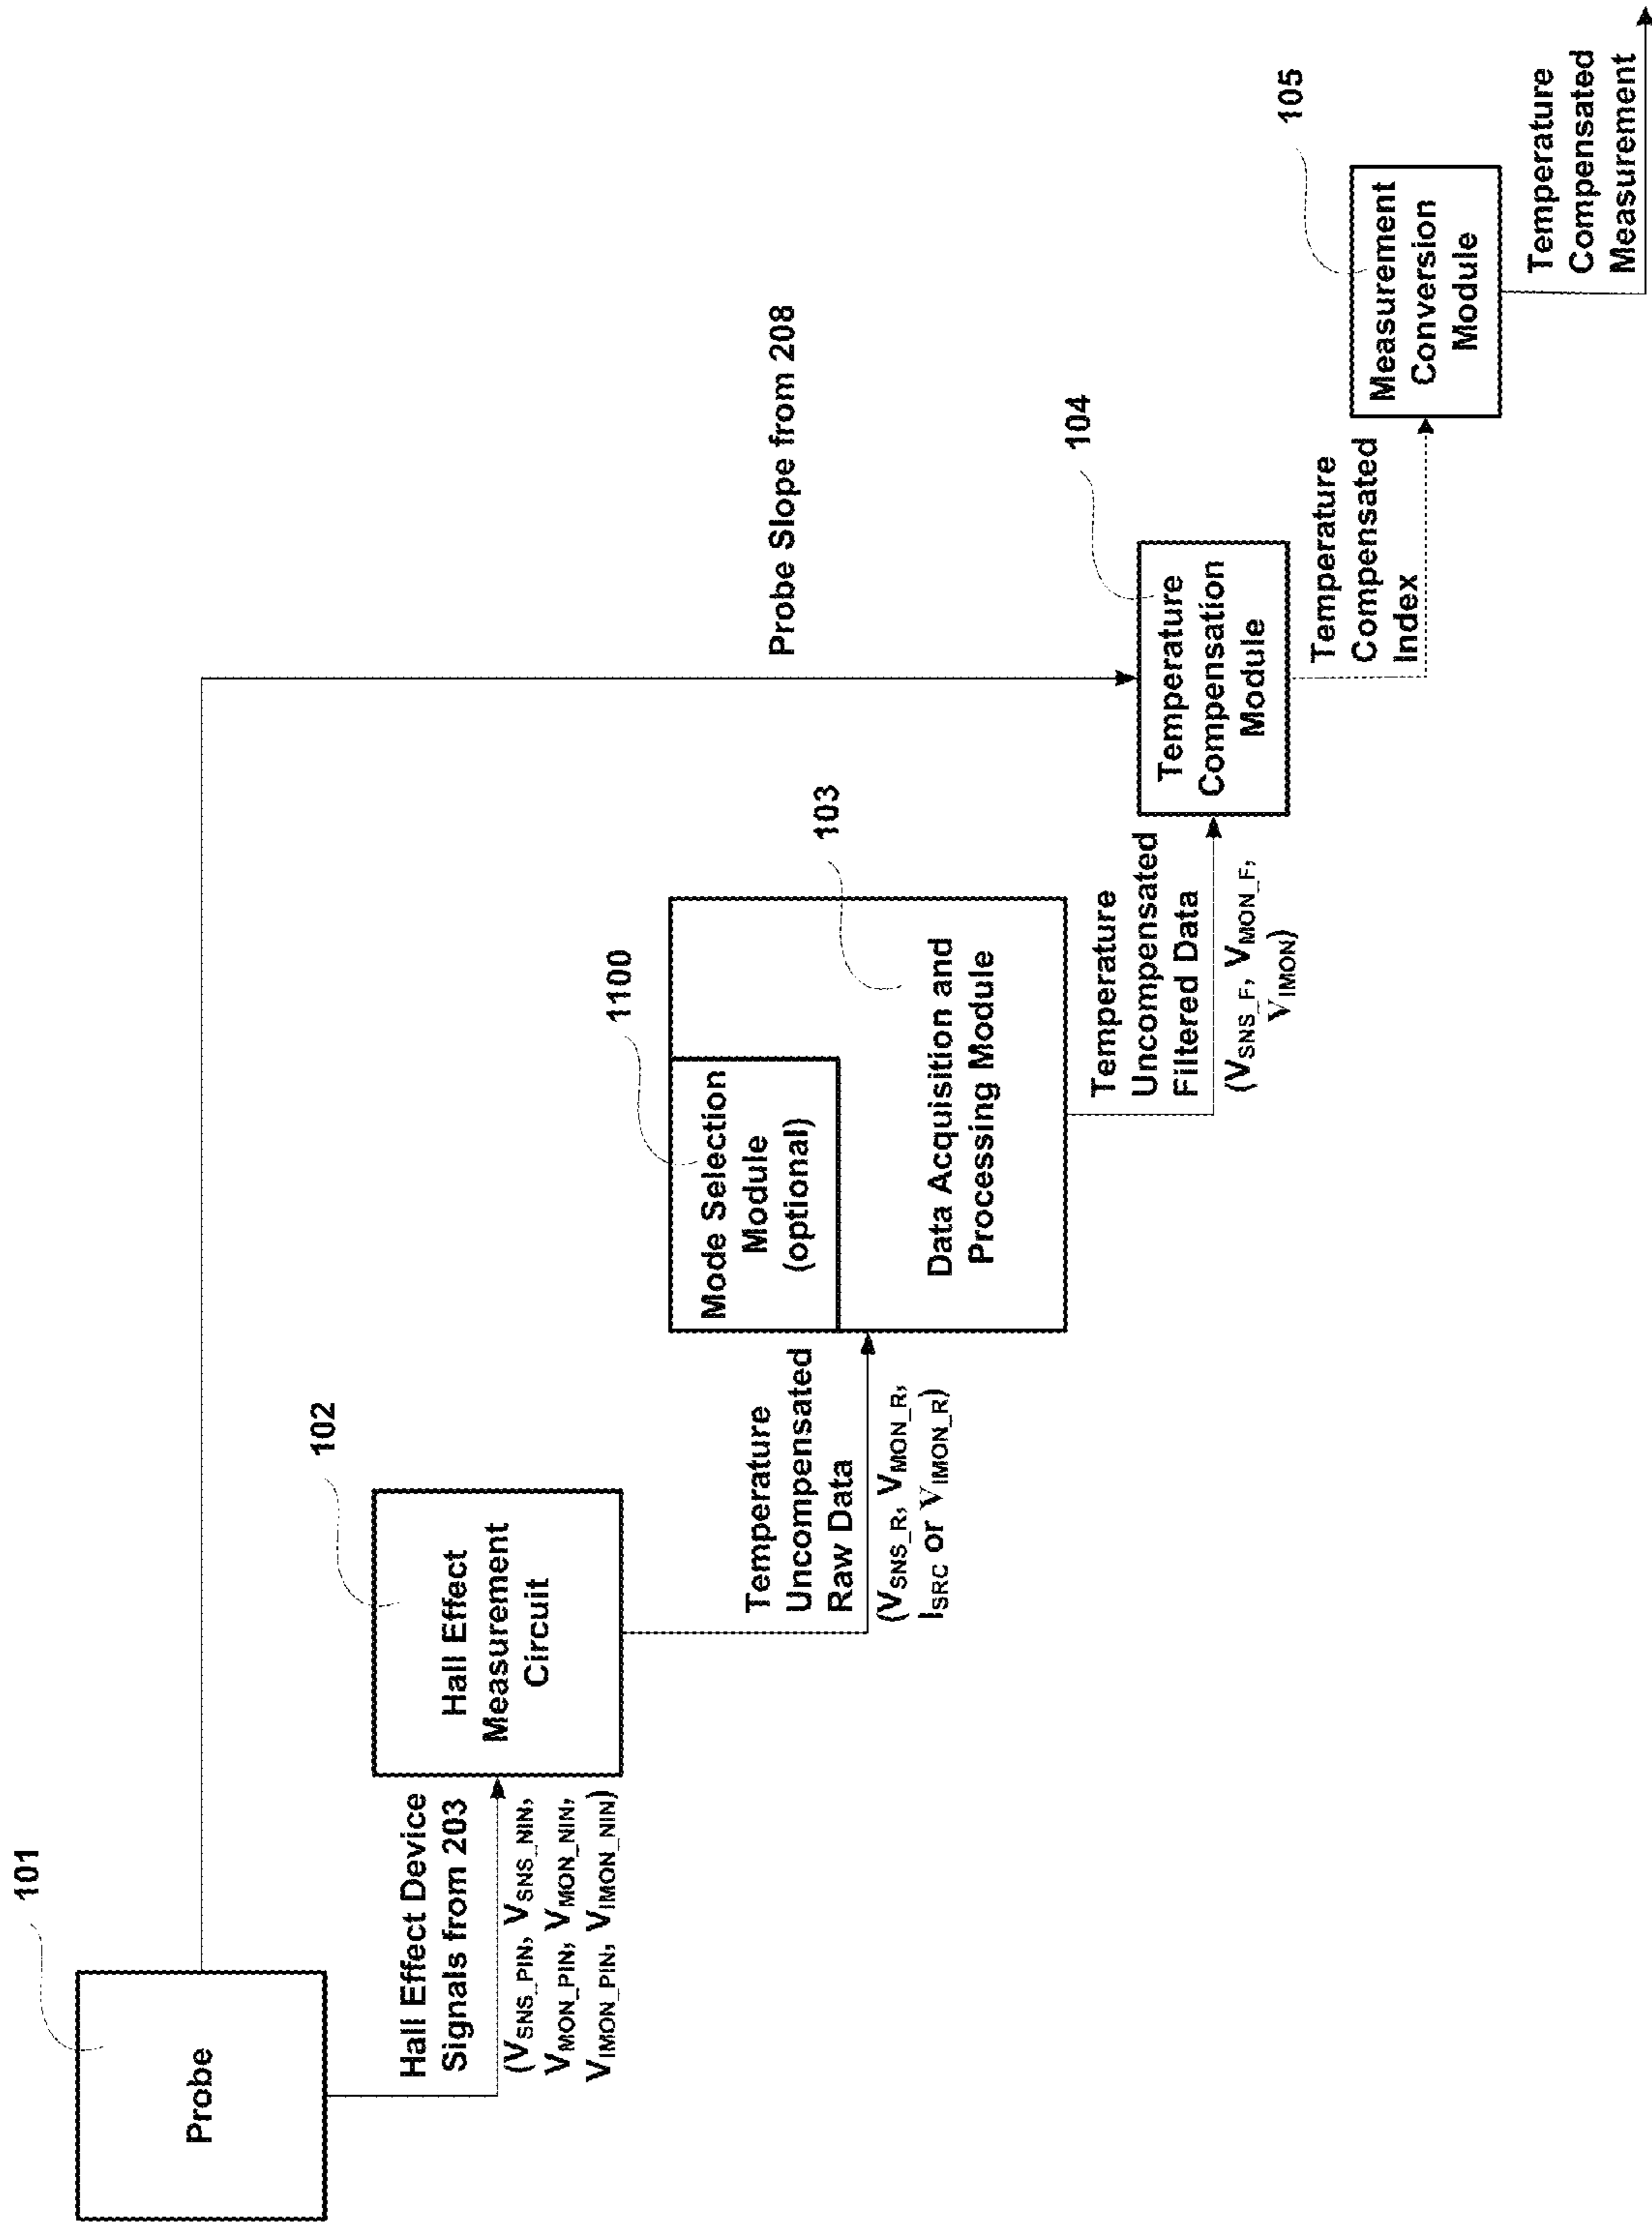 101
Probe
Hall Effect Device
Signals from 203
(VSNS_PIN, VSNS_NIN,
VMON_PIN, VMON_NIN,
VIMON_PIN, VIMON_NIN)
102
Hall Effect
Measurement
Circuit
Temperature
Uncompensated
Raw Data
(VSNS_R, VMON_R,
ISRC or VIMON_R)
1100
Mode Selection
Module
(optional)
103
Data Acquisition and
Processing Module
Temperature
Uncompensated
Filtered Data
(VSNS_F, VMON_F,
VIMON)
Probe Slope from 208
104
Temperature
Compensation
Module
Temperature
Compensated
Index
105
Measurement
Conversion
Module
Temperature
Compensated
Measurement